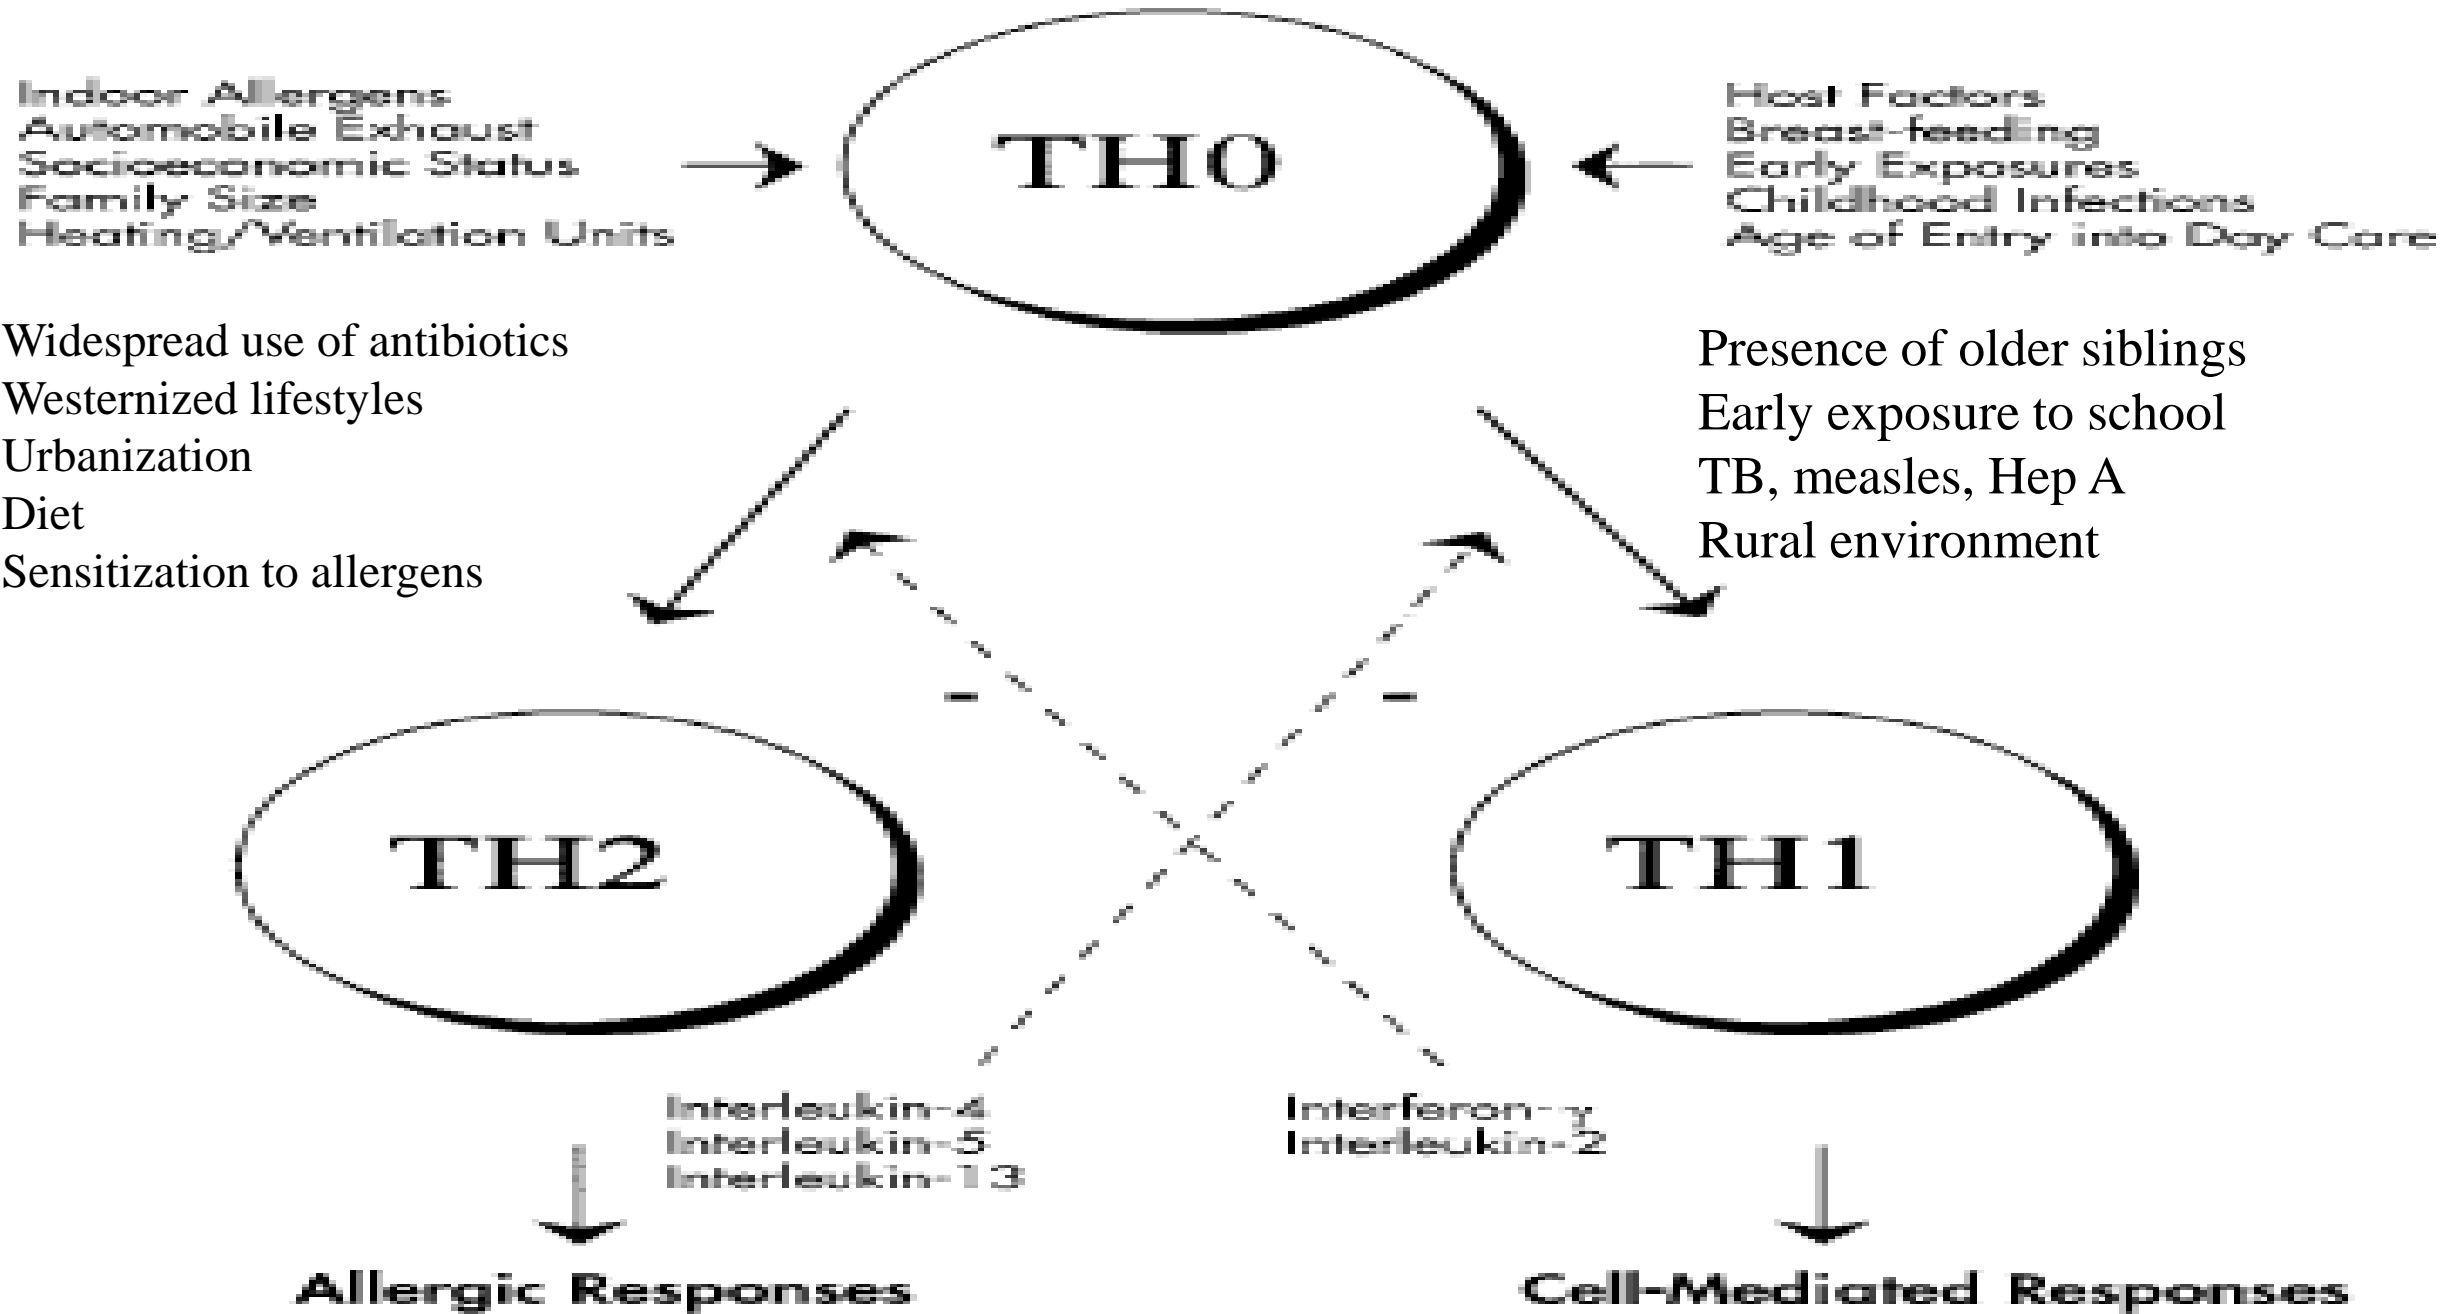 Indoor Allergens
Automobile Exhaust
Socioeconomic Status
Family Size
Heating/Ventilation Units
TH0
Host Factors
Breast-feeding
Early Exposures
Childhood Infections
Age of Entry into Day Care
Widespread use of antibiotics
Westernized lifestyles
Urbanization
Diet
Sensitization to allergens
Presence of older siblings
Early exposure to school
TB, measles, Hep A
Rural environment
-
-
TH2
TH1
Interleukin-4
Interleukin-5
Interleukin-13
Interferon-γ
Interleukin-2
Allergic Responses
Cell-Mediated Responses